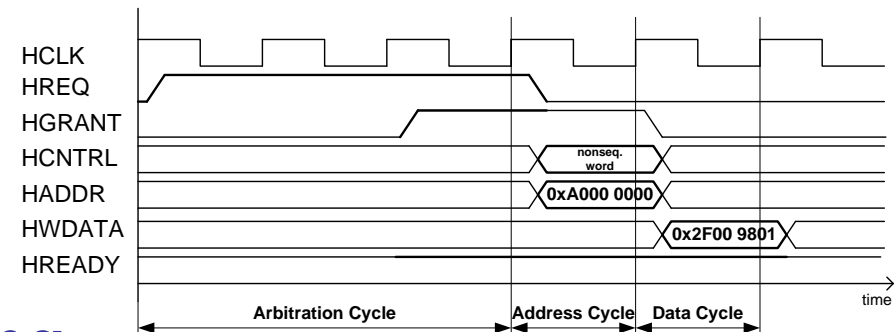 HCLK
HREQ
HGRANT
HCNTRL
nonseq.
word
HADDR
0xA000 0000
HWDATA
0x2F00 9801
HREADY
time
Arbitration Cycle
Address Cycle
Data Cycle